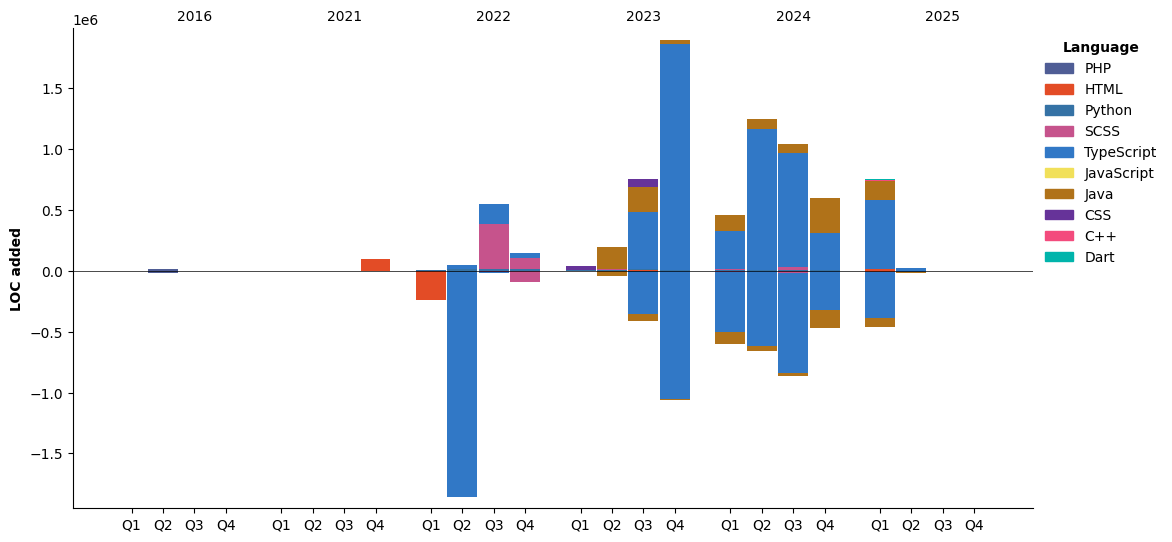 1e6
2016 2021 2022 2023 2024 2025
LOC added
1.5
1.0
0.5
0.0
−0.5
−1.0
−1.5
Q1 Q2 Q3 Q4 Q1 Q2 Q3 Q4 Q1 Q2 Q3 Q4 Q1 Q2 Q3 Q4 Q1 Q2 Q3 Q4 Q1 Q2 Q3 Q4
Language
PHP
HTML
Python
SCSS
TypeScript
JavaScript
Java
CSS
C++
Dart